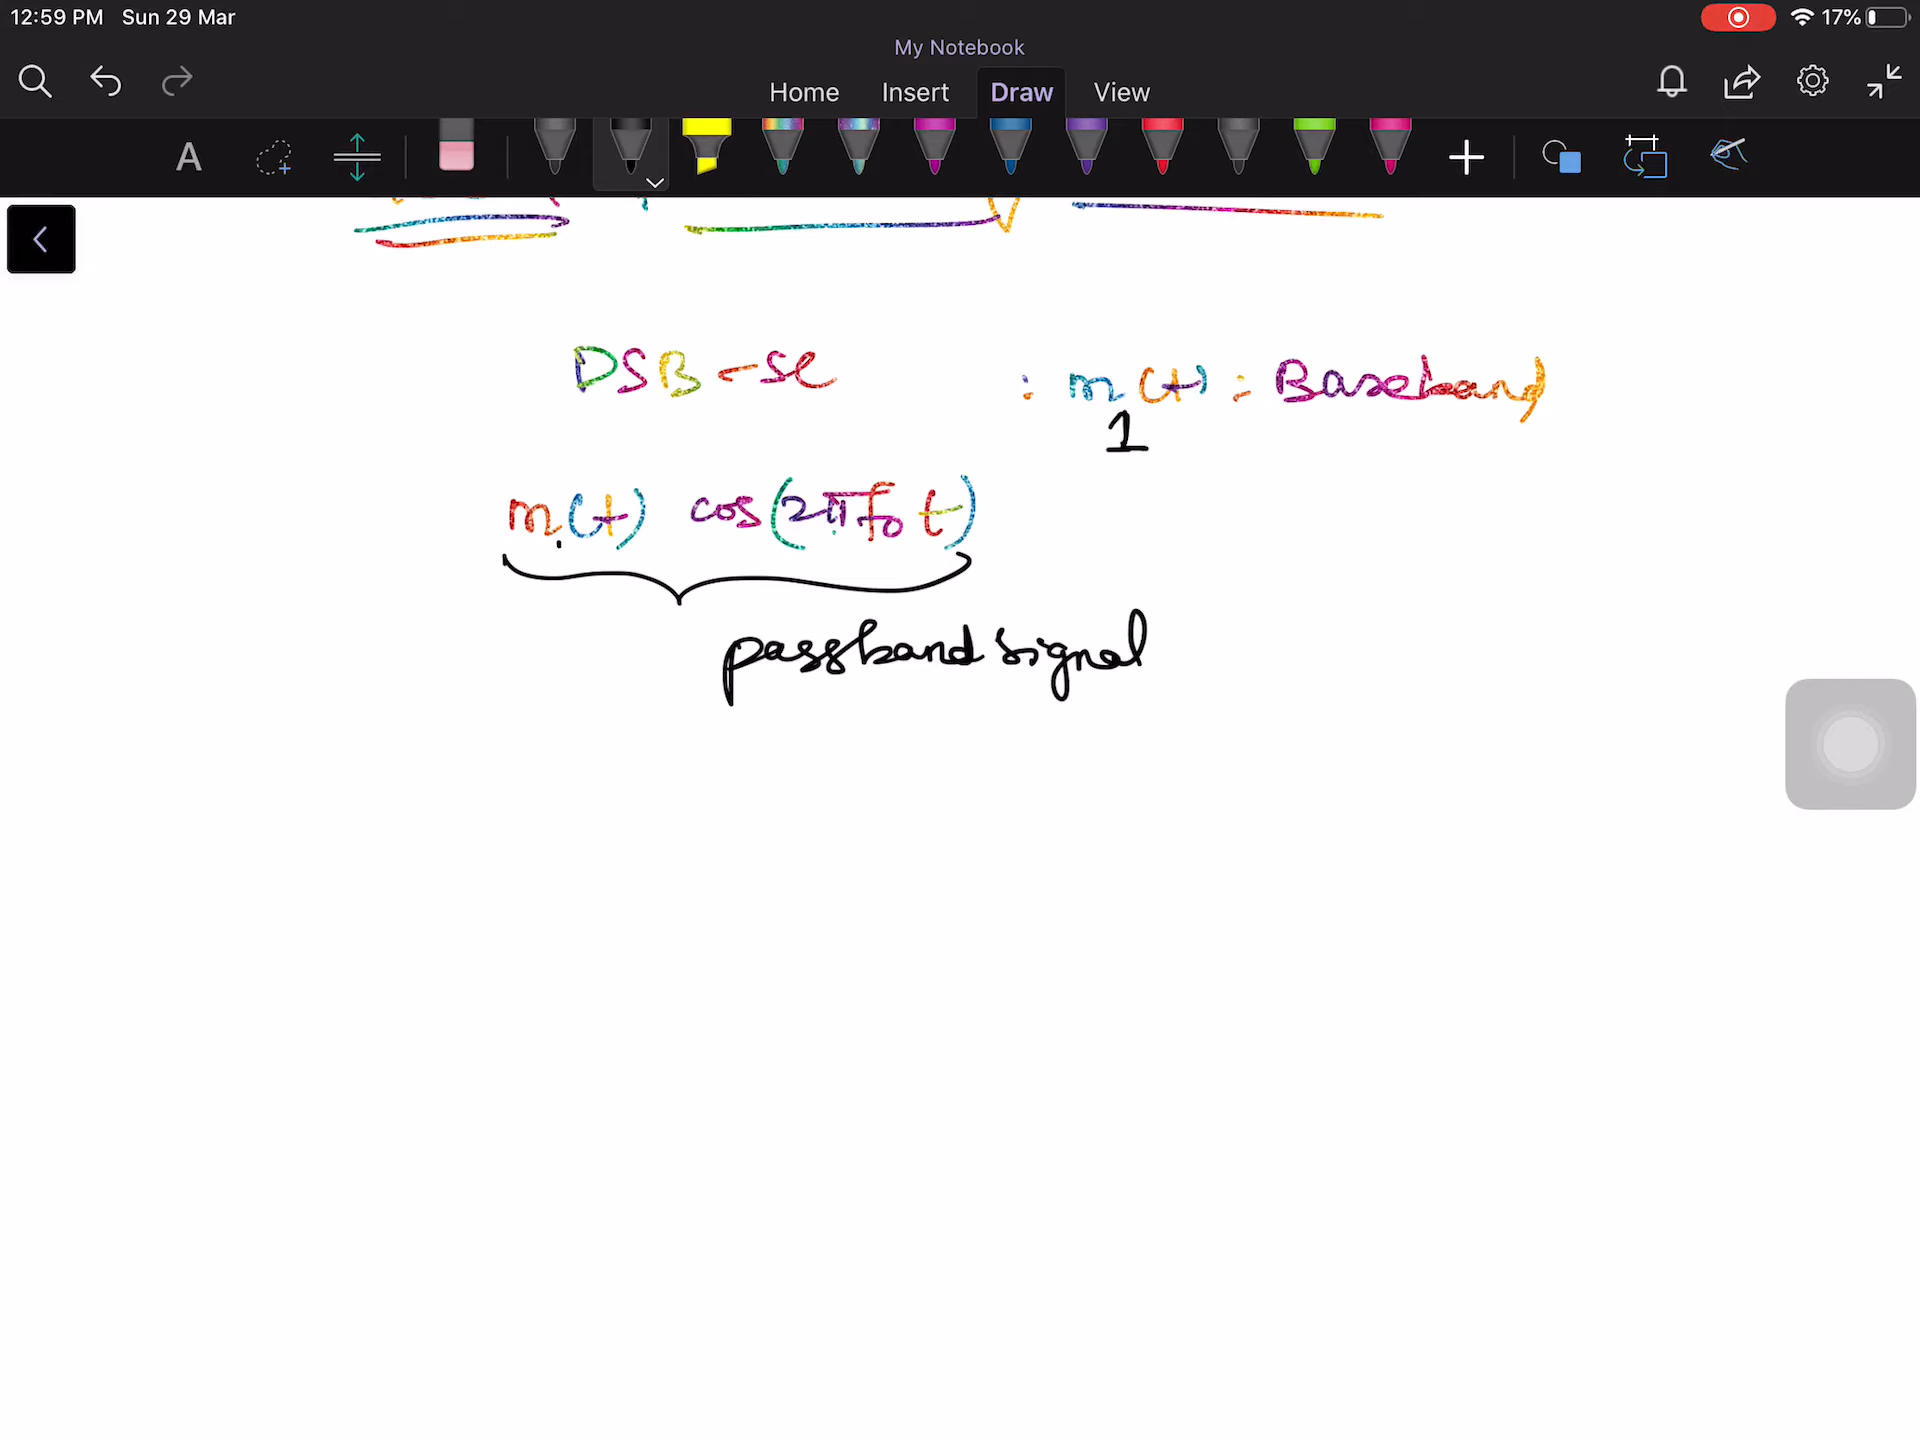 12:59 PM Sun 29 Mar 17%
My Notebook
Home Insert Draw View
A
DSB-SC : m(t) : Baseband
1
m(t) cos(2πf₀t)
passband signal